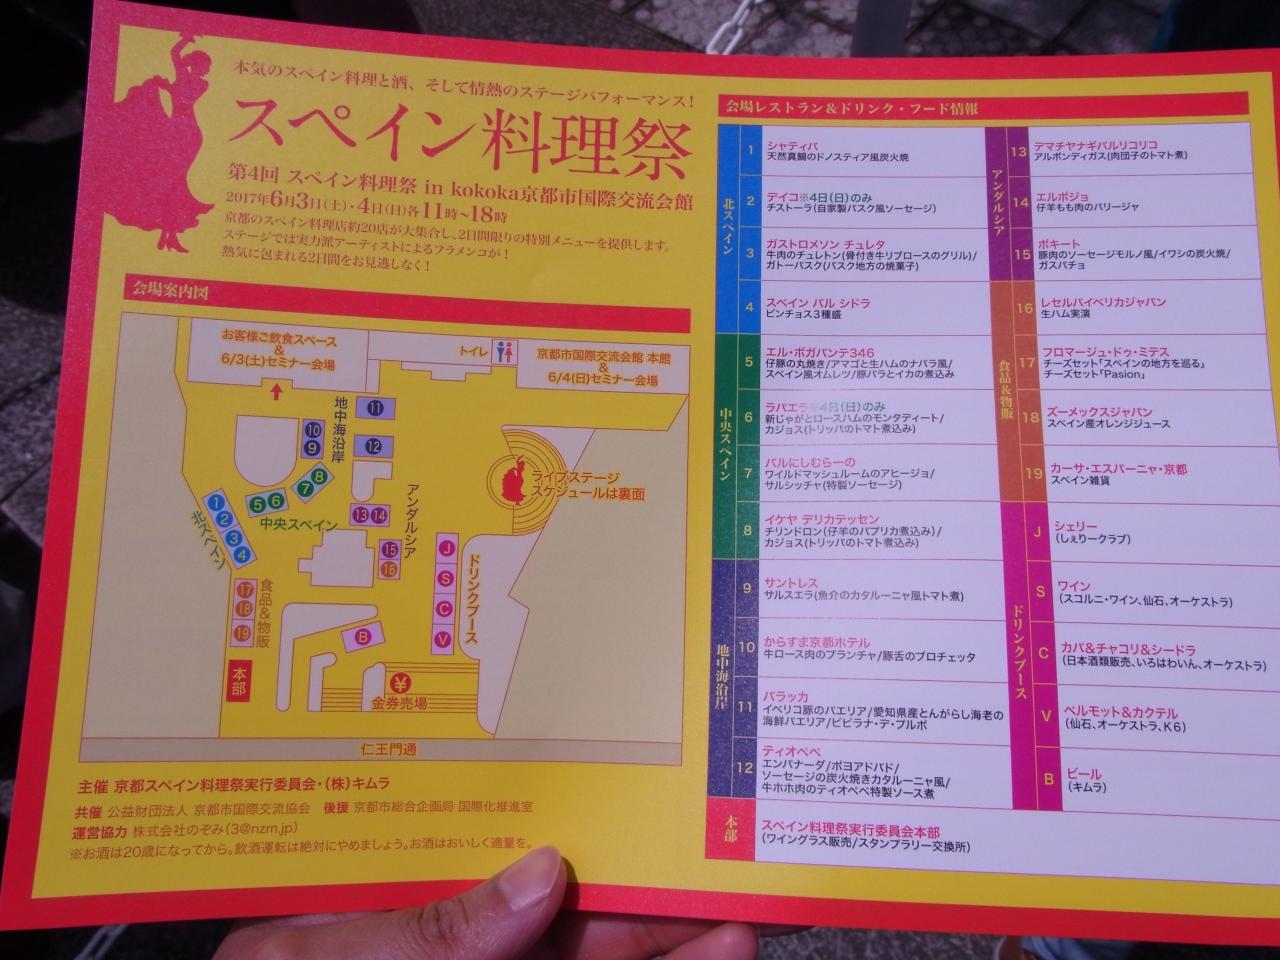 本気のスペイン料理と酒、そして情熱のステージパフォーマンス!
スペイン料理祭
第4回 スペイン料理祭 in kokoka京都市国際交流会館
2017年6月3日(土)・4日(日)各11時〜18時
京都のスペイン料理店約20店が大集合し、2日間限りの特別メニューを提供します。
ステージでは実力派アーティストによるフラメンコが!
熱気に包まれる2日間をお見逃しなく!
会場案内図
お客様ご飲食スペース
&
6/3(土)セミナー会場
トイレ
京都市国際交流会館 本館
&
6/4(日)セミナー会場
地中海沿岸
11
10
9
12
8
7
5 6
中央スペイン
1
2
3
4
北スペイン
アンダルシア
13 14
15
16
ライブステージ
スケジュールは裏面
17
18
19
食品&物販
J
S
C
V
ドリンクブース
B
本部
¥
金券売場
仁王門通
主催 京都スペイン料理祭実行委員会・(株)キムラ
共催 公益財団法人 京都市国際交流協会 後援 京都市総合企画局 国際化推進室
運営協力 株式会社のぞみ(3@nzm.jp)
※お酒は20歳になってから。飲酒運転は絶対にやめましょう。お酒はおいしく適量を。
会場レストラン&ドリンク・フード情報
北スペイン
1
シャティバ
天然真鯛のドノスティア風炭火焼
2
デイコ※4日(日)のみ
チストーラ(自家製バスク風ソーセージ)
3
ガストロメソン チュレタ
牛肉のチュレトン(骨付き牛リブロースのグリル)/
ガトーバスク(バスク地方の焼菓子)
4
スペイン バル シドラ
ピンチョス3種盛
中央スペイン
5
エル・ボガバンテ346
仔豚の丸焼き/アマゴと生ハムのナバラ風/
スペイン風オムレツ/豚バラとイカの煮込み
6
ラパエラ※4日(日)のみ
新じゃがとロースハムのモンタディート/
カジョス(トリッパのトマト煮込み)
7
バルにしむらーの
ワイルドマッシュルームのアヒージョ/
サルシッチャ(特製ソーセージ)
8
イケヤ デリカテッセン
チリンドロン(仔羊のパプリカ煮込み)/
カジョス(トリッパのトマト煮込み)
地中海沿岸
9
サントレス
サルスエラ(魚介のカタルーニャ風トマト煮)
10
からすま京都ホテル
牛ロース肉のプランチャ/豚舌のブロチェッタ
11
バラッカ
イベリコ豚のパエリア/愛知県産とんがらし海老の
海鮮パエリア/ピピラナ・デ・プルポ
12
ティオペペ
エンパナーダ/ボヨアドバド/
ソーセージの炭火焼きカタルーニャ風/
牛ホホ肉のティオペペ特製ソース煮
本部
スペイン料理祭実行委員会本部
(ワイングラス販売/スタンプラリー交換所)
アンダルシア
13
デマチヤナギバルリコリコ
アルボンディガス(肉団子のトマト煮)
14
エルポジョ
仔羊もも肉のパリージャ
15
ポキート
豚肉のソーセージモルノ風/イワシの炭火焼/
ガスパチョ
食品&物販
16
レセルバイベリカジャパン
生ハム実演
17
フロマージュ・ドゥ・ミテス
チーズセット「スペインの地方を巡る」
チーズセット「Pasion」
18
ズーメックスジャパン
スペイン産オレンジジュース
19
カーサ・エスパーニャ・京都
スペイン雑貨
ドリンクブース
J
シェリー
(しぇりークラブ)
S
ワイン
(スコルニ・ワイン、仙石、オーケストラ)
C
カバ&チャコリ&シードラ
(日本酒類販売、いろはわいん、オーケストラ)
V
ベルモット&カクテル
(仙石、オーケストラ、K6)
B
ビール
(キムラ)